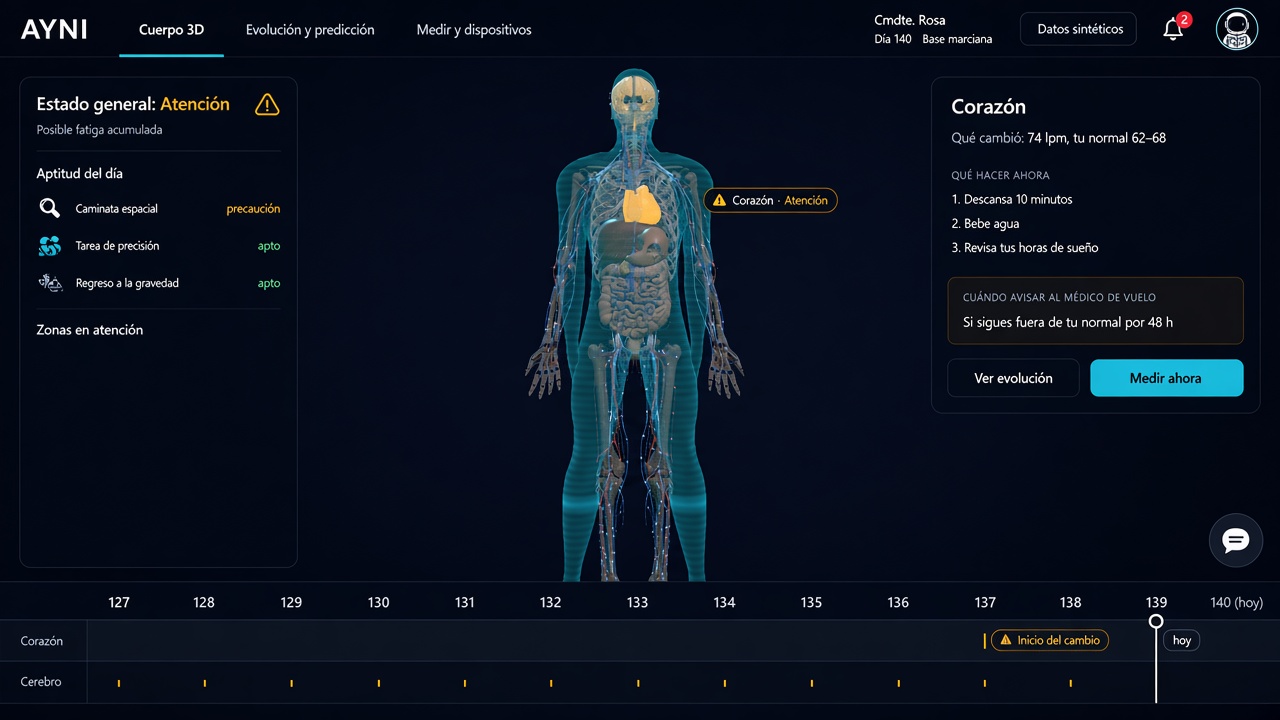 AYNI
Cuerpo 3D
Evolución y predicción
Medir y dispositivos
Cmdte. Rosa
Día 140 Base marciana
Datos sintéticos
2
Estado general: Atención
Posible fatiga acumulada
Aptitud del día
Caminata espacial precaución
Tarea de precisión apto
Regreso a la gravedad apto
Zonas en atención
Corazón · Atención
Corazón
Qué cambió: 74 lpm, tu normal 62–68
QUÉ HACER AHORA
1. Descansa 10 minutos
2. Bebe agua
3. Revisa tus horas de sueño
CUÁNDO AVISAR AL MÉDICO DE VUELO
Si sigues fuera de tu normal por 48 h
Ver evolución
Medir ahora
127 128 129 130 131 132 133 134 135 136 137 138 139 140 (hoy)
Corazón
Inicio del cambio
hoy
Cerebro